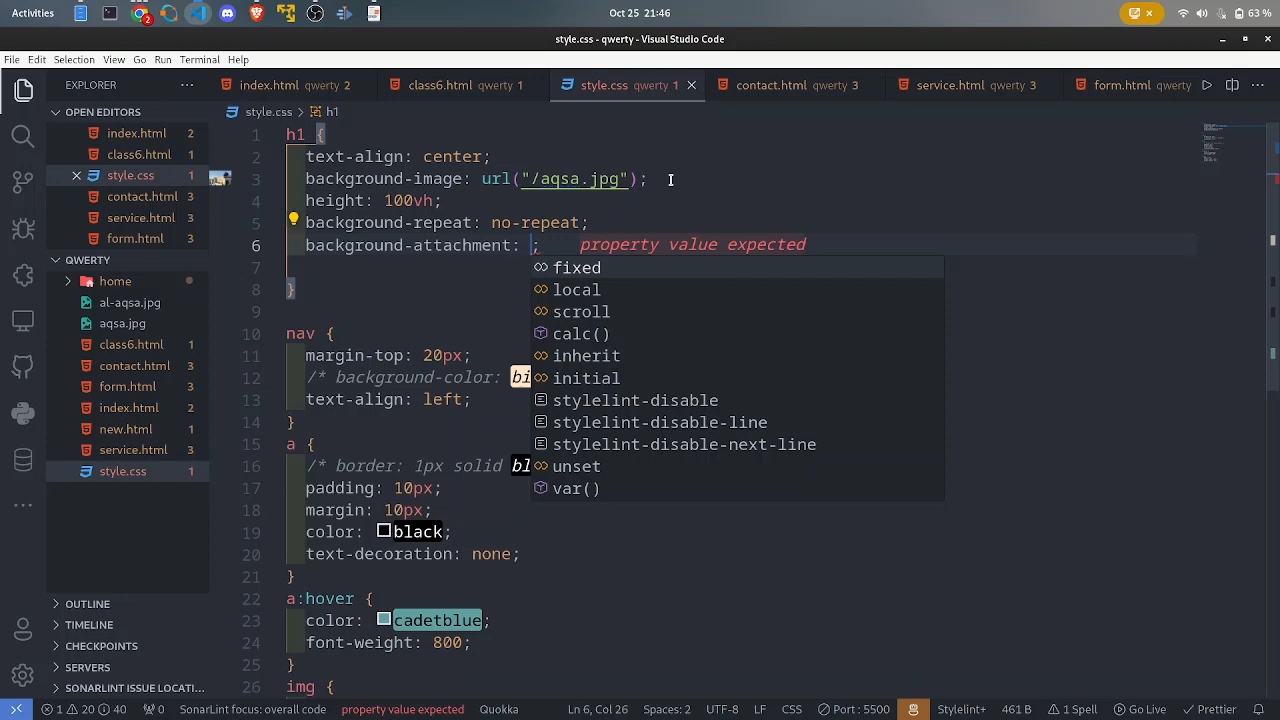 Activities
2
Oct 25 21:46
63 %
style.css - qwerty - Visual Studio Code
File Edit Selection View Go Run Terminal Help
EXPLORER
index.html qwerty 2
class6.html qwerty 1
style.css qwerty 1
contact.html qwerty 3
service.html qwerty 3
form.html qwerty
OPEN EDITORS
index.html 2
class6.html 1
style.css 1
contact.html 3
service.html 3
form.html 3
QWERTY
home
al-aqsa.jpg
aqsa.jpg
class6.html 1
contact.html 3
form.html 3
index.html 2
new.html 1
service.html 3
style.css 1
OUTLINE
TIMELINE
CHECKPOINTS
SERVERS
SONARLINT ISSUE LOCATI...
style.css > h1
1 h1 {
2 text-align: center;
3 background-image: url("/aqsa.jpg");
4 height: 100vh;
5 background-repeat: no-repeat;
6 background-attachment: ; property value expected
7
8 }
9
10 nav {
11 margin-top: 20px;
12 /* background-color: bi
13 text-align: left;
14 }
15 a {
16 /* border: 1px solid bl
17 padding: 10px;
18 margin: 10px;
19 color: black;
20 text-decoration: none;
21 }
22 a:hover {
23 color: cadetblue;
24 font-weight: 800;
25 }
26 img {
fixed
local
scroll
calc()
inherit
initial
stylelint-disable
stylelint-disable-line
stylelint-disable-next-line
unset
var()
1 20 40 0 SonarLint focus: overall code property value expected Quokka Ln 6, Col 26 Spaces: 2 UTF-8 LF CSS Port : 5500 Stylelint+ 461 B 1 Spell Go Live Prettier